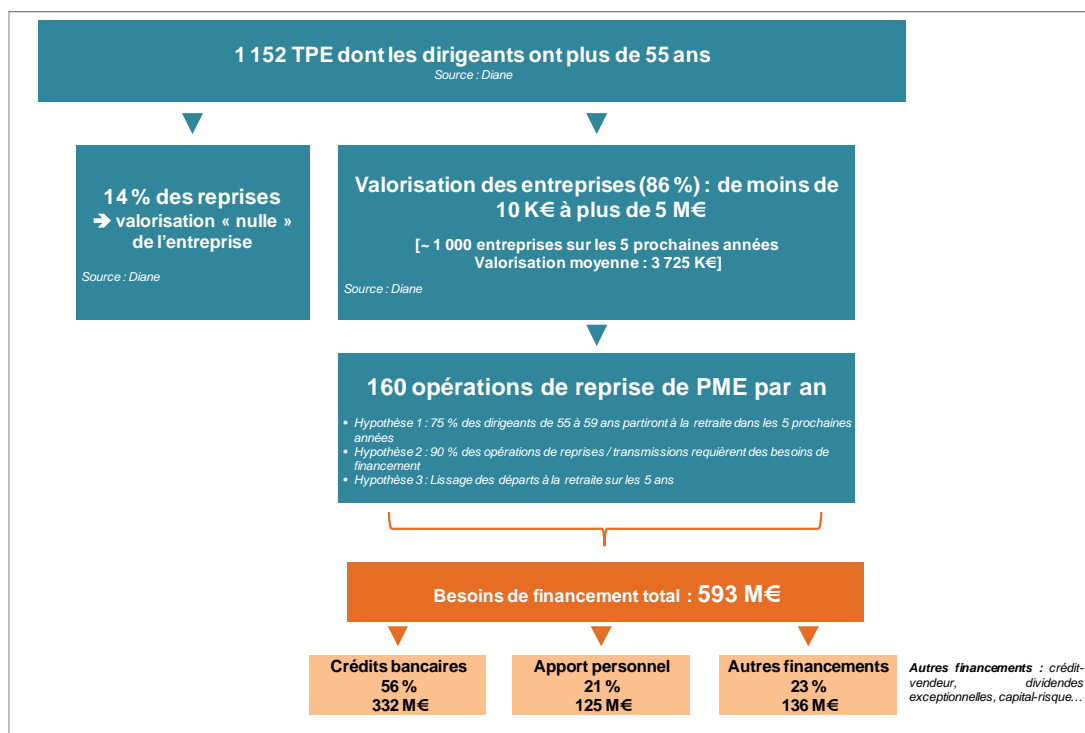 1 152 TPE dont les dirigeants ont plus de 55 ans
Source : Diane
14 % des reprises
➔ valorisation « nulle »
de l'entreprise
Source : Diane
Valorisation des entreprises (86 %) : de moins de
10 K€ à plus de 5 M€
[~ 1 000 entreprises sur les 5 prochaines années
Valorisation moyenne : 3 725 K€]
Source : Diane
160 opérations de reprise de PME par an
• Hypothèse 1 : 75 % des dirigeants de 55 à 59 ans partiront à la retraite dans les 5 prochaines
années
• Hypothèse 2 : 90 % des opérations de reprises / transmissions requièrent des besoins de
financement
• Hypothèse 3 : Lissage des départs à la retraite sur les 5 ans
Besoins de financement total : 593 M€
Crédits bancaires
56 %
332 M€
Apport personnel
21 %
125 M€
Autres financements
23 %
136 M€
Autres financements : crédit-
vendeur, dividendes
exceptionnelles, capital-risque…